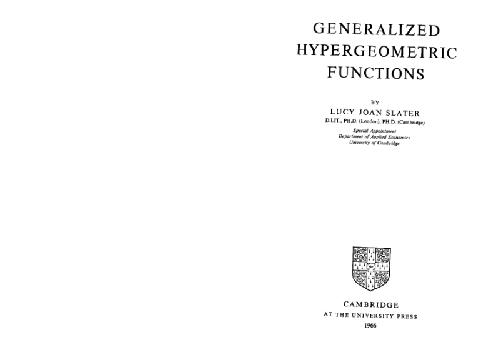 GENERALIZED
HYPERGEOMETRIC
FUNCTIONS
BY
LUCY JOAN SLATER
D.LIT., PH.D. (London), PH.D. (Cambridge)
Special Appointment
Department of Applied Economics
University of Cambridge
CAMBRIDGE
AT THE UNIVERSITY PRESS
1966